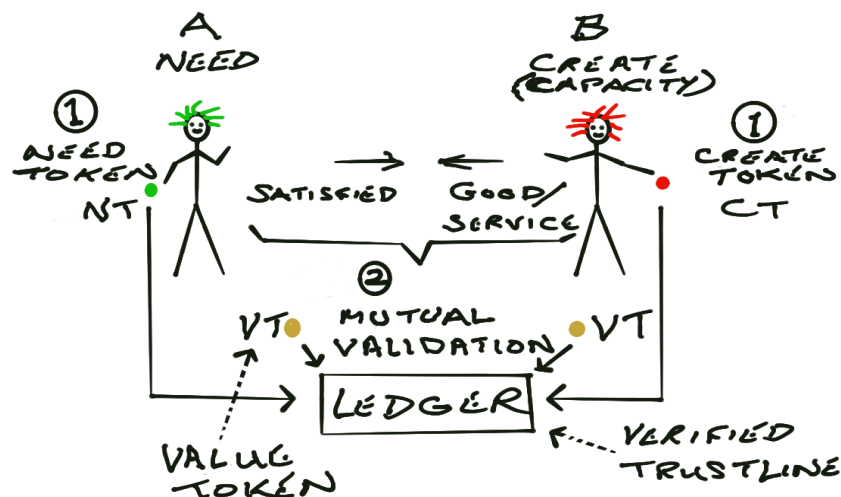 A
NEED
B
CREATE
(CAPACITY)
1
NEED
TOKEN
NT
1
CREATE
TOKEN
CT
SATISFIED
GOOD/
SERVICE
2
MUTUAL
VALIDATION
VT
VT
LEDGER
VALUE
TOKEN
VERIFIED
TRUSTLINE